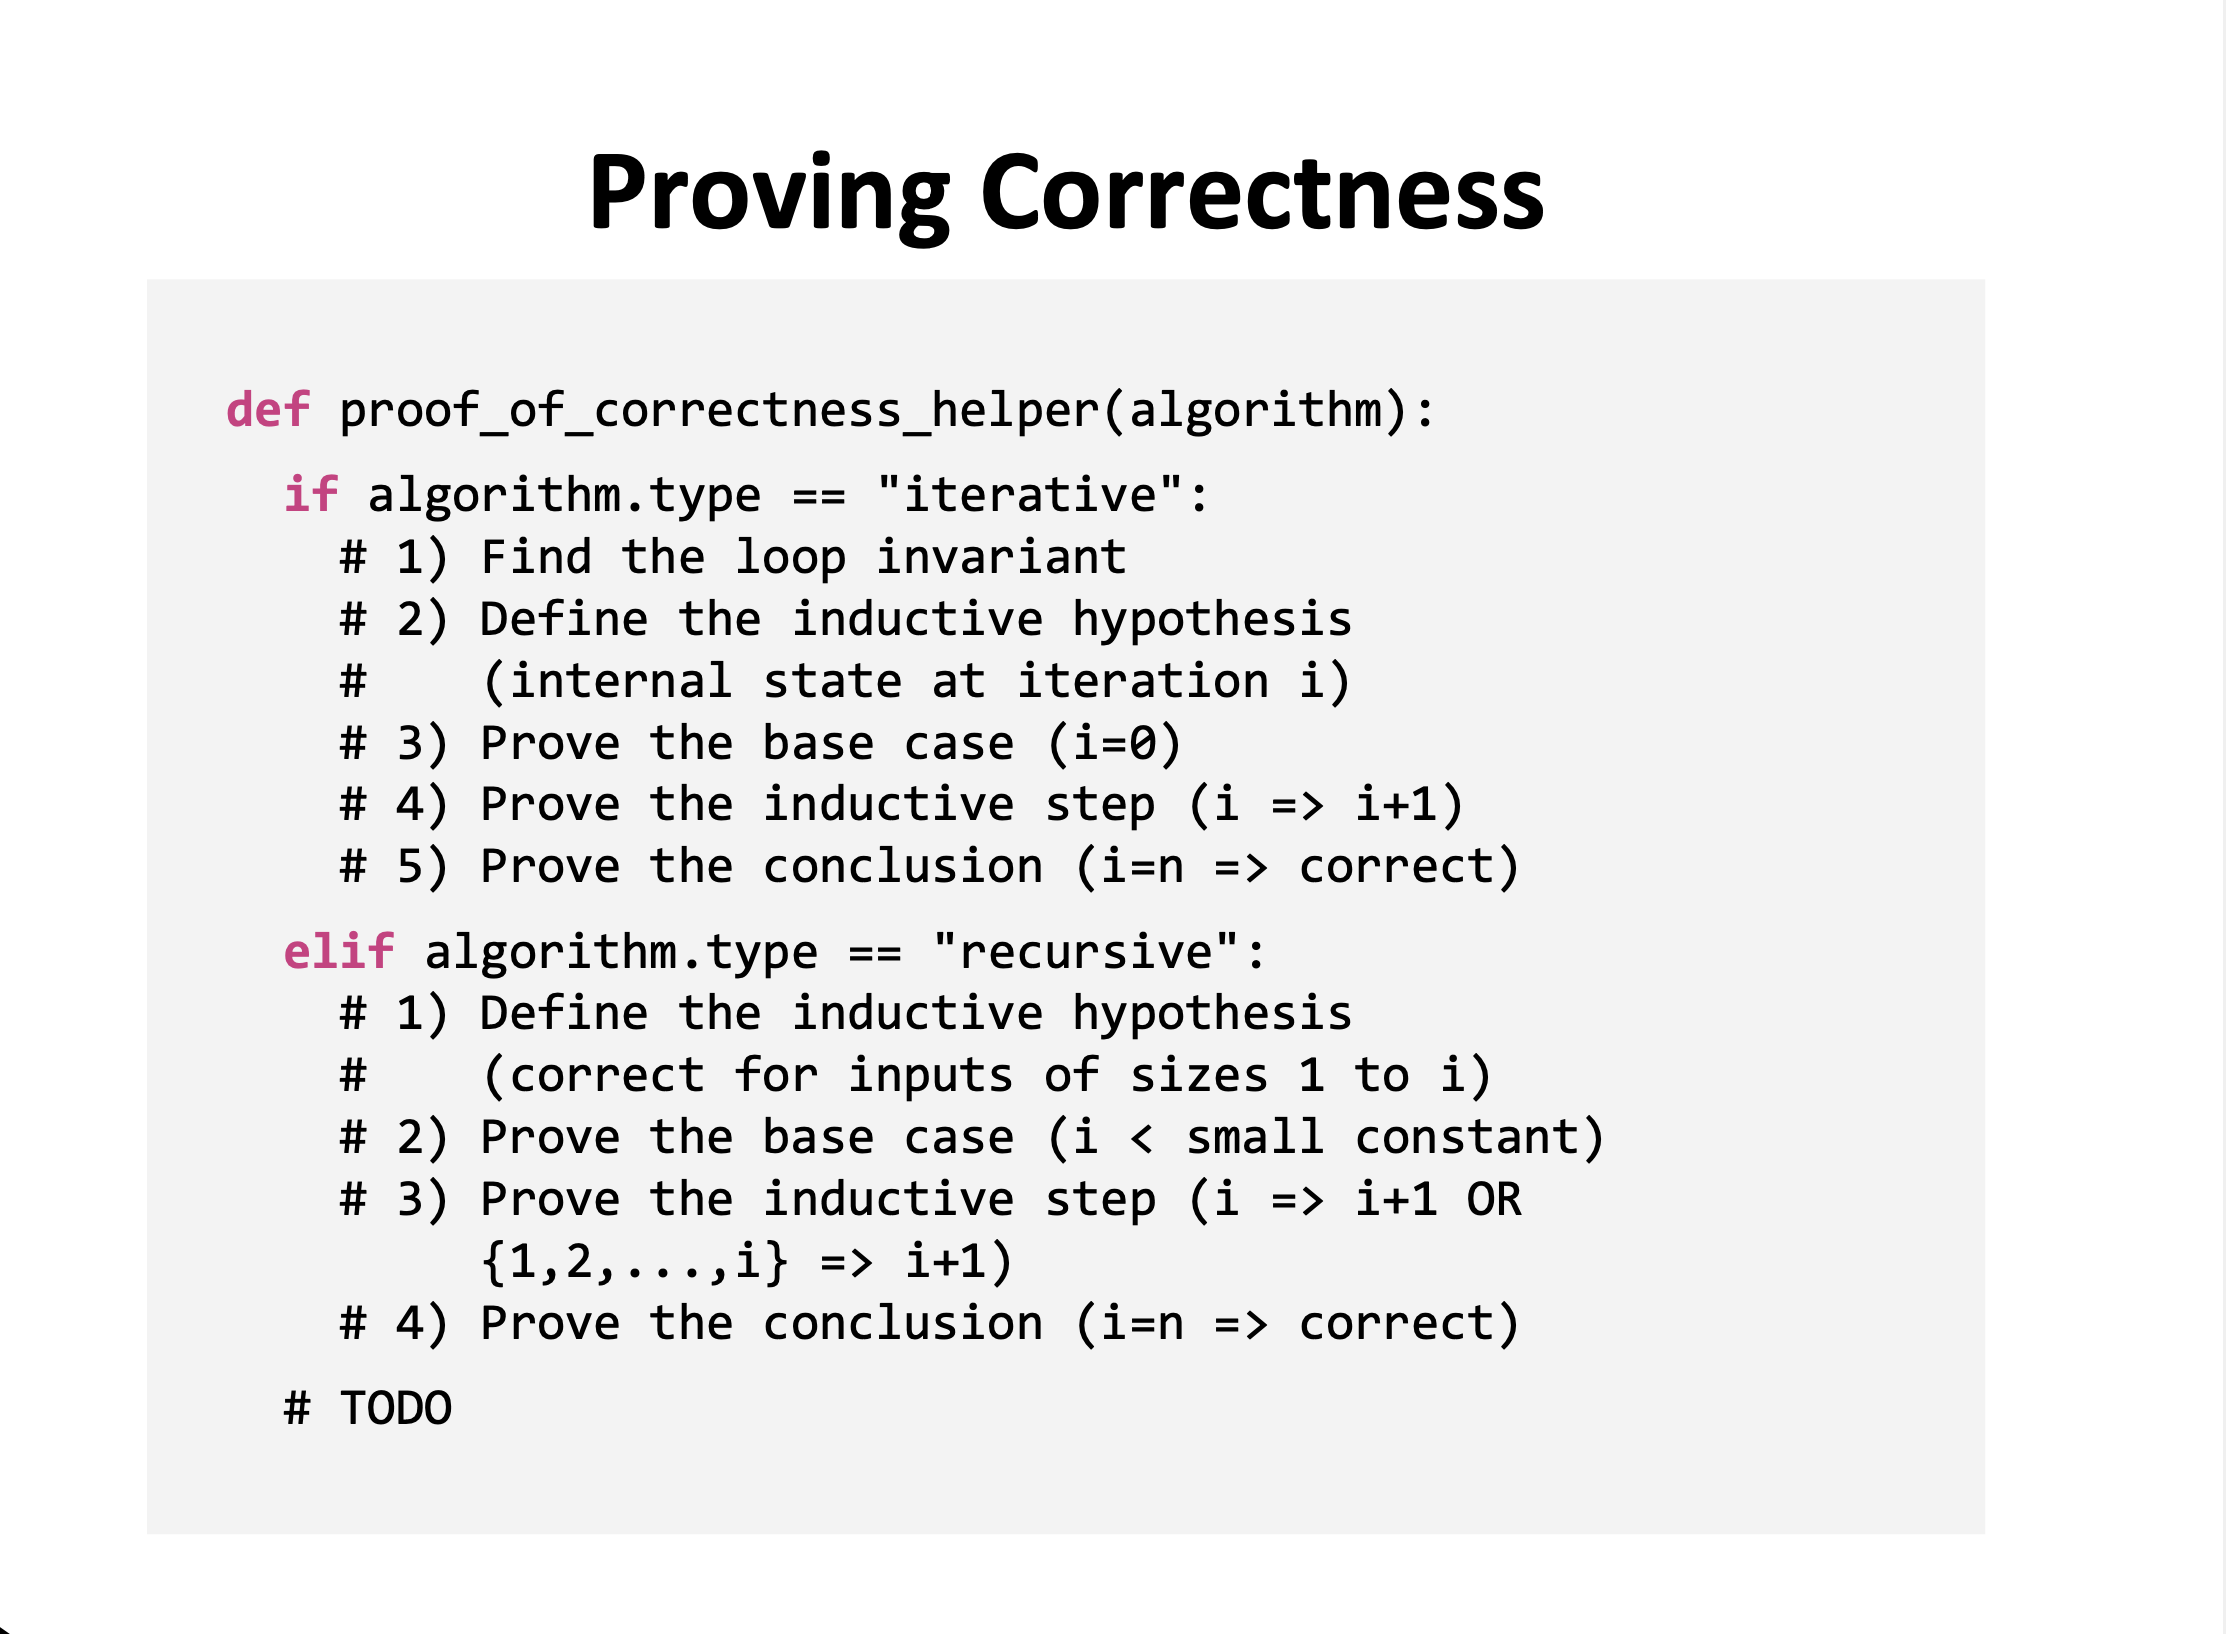 Proving Correctness
def proof_of_correctness_helper(algorithm):
if algorithm.type == "iterative":
# 1) Find the loop invariant
# 2) Define the inductive hypothesis
#    (internal state at iteration i)
# 3) Prove the base case (i=0)
# 4) Prove the inductive step (i => i+1)
# 5) Prove the conclusion (i=n => correct)
elif algorithm.type == "recursive":
# 1) Define the inductive hypothesis
#    (correct for inputs of sizes 1 to i)
# 2) Prove the base case (i < small constant)
# 3) Prove the inductive step (i => i+1 OR
{1,2,...,i} => i+1)
# 4) Prove the conclusion (i=n => correct)
# TODO